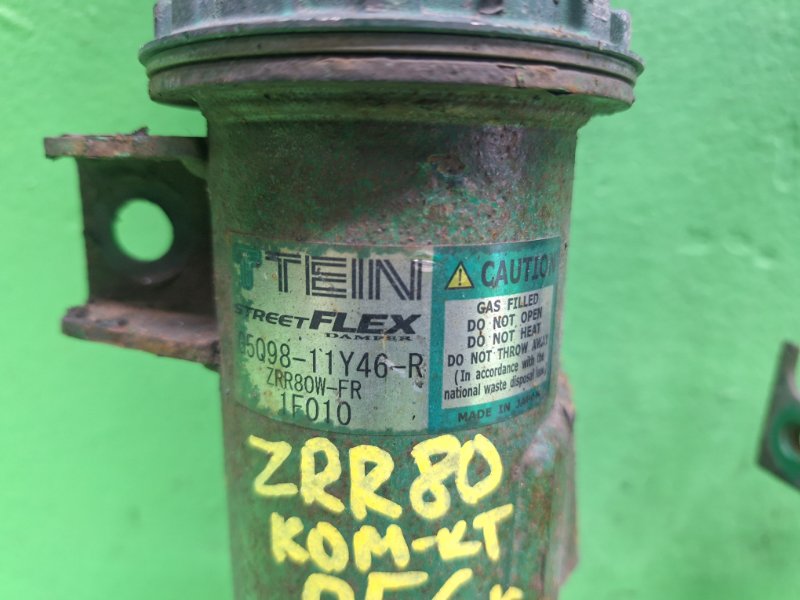 TEIN
STREET FLEX
DAMPER
5Q98-11Y46-R
ZRR80W-FR
1F010
CAUTION
GAS FILLED
DO NOT OPEN
DO NOT HEAT
DO NOT THROW AWAY
(In accordance with the
national waste disposal law
MADE IN JAPAN
ZRR80
КОМ-КТ